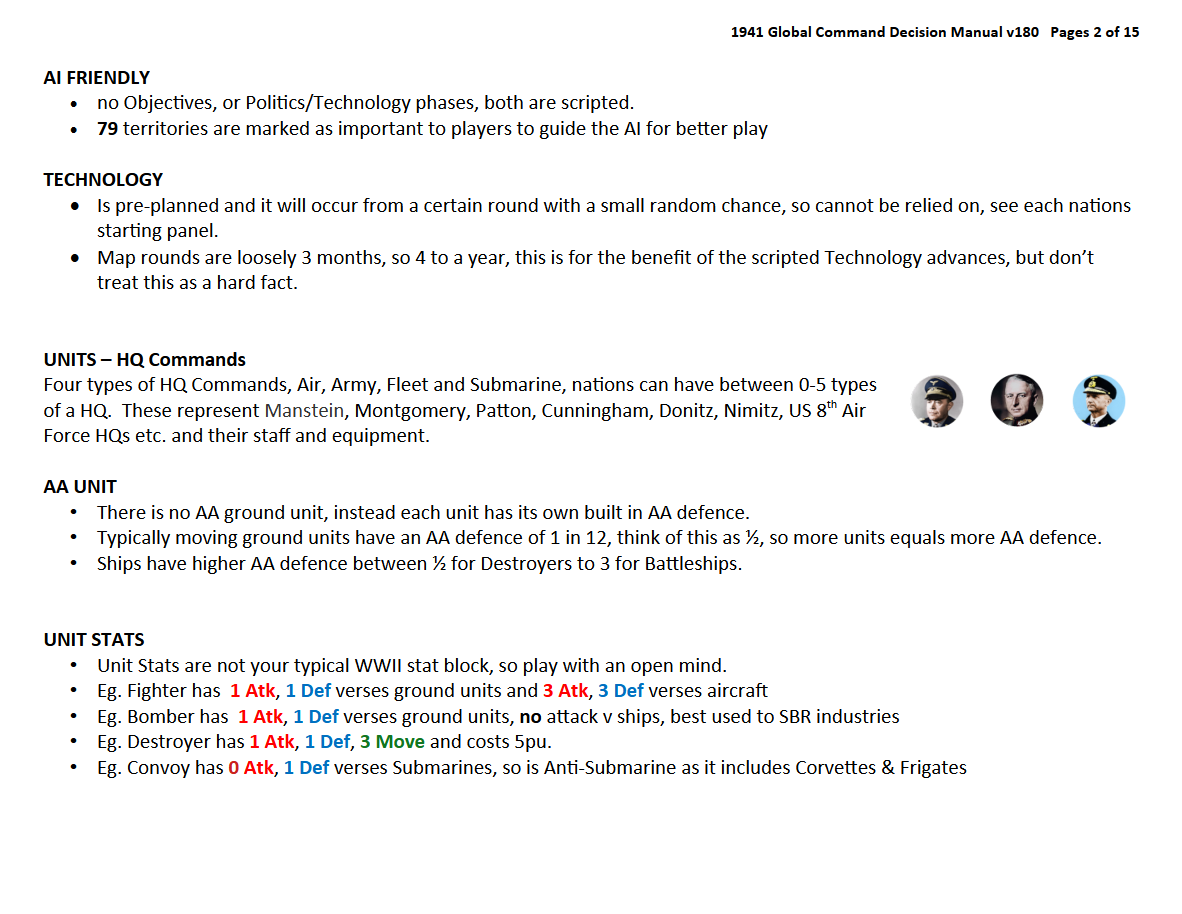 1941 Global Command Decision Manual v180   Pages 2 of 15
AI FRIENDLY
• no Objectives, or Politics/Technology phases, both are scripted.
• 79 territories are marked as important to players to guide the AI for better play
TECHNOLOGY
• Is pre-planned and it will occur from a certain round with a small random chance, so cannot be relied on, see each nations
starting panel.
• Map rounds are loosely 3 months, so 4 to a year, this is for the benefit of the scripted Technology advances, but don’t
treat this as a hard fact.
UNITS – HQ Commands
Four types of HQ Commands, Air, Army, Fleet and Submarine, nations can have between 0-5 types
of a HQ.  These represent Manstein, Montgomery, Patton, Cunningham, Donitz, Nimitz, US 8th Air
Force HQs etc. and their staff and equipment.
AA UNIT
• There is no AA ground unit, instead each unit has its own built in AA defence.
• Typically moving ground units have an AA defence of 1 in 12, think of this as ½, so more units equals more AA defence.
• Ships have higher AA defence between ½ for Destroyers to 3 for Battleships.
UNIT STATS
• Unit Stats are not your typical WWII stat block, so play with an open mind.
• Eg. Fighter has  1 Atk, 1 Def verses ground units and 3 Atk, 3 Def verses aircraft
• Eg. Bomber has  1 Atk, 1 Def verses ground units, no attack v ships, best used to SBR industries
• Eg. Destroyer has 1 Atk, 1 Def, 3 Move and costs 5pu.
• Eg. Convoy has 0 Atk, 1 Def verses Submarines, so is Anti-Submarine as it includes Corvettes & Frigates